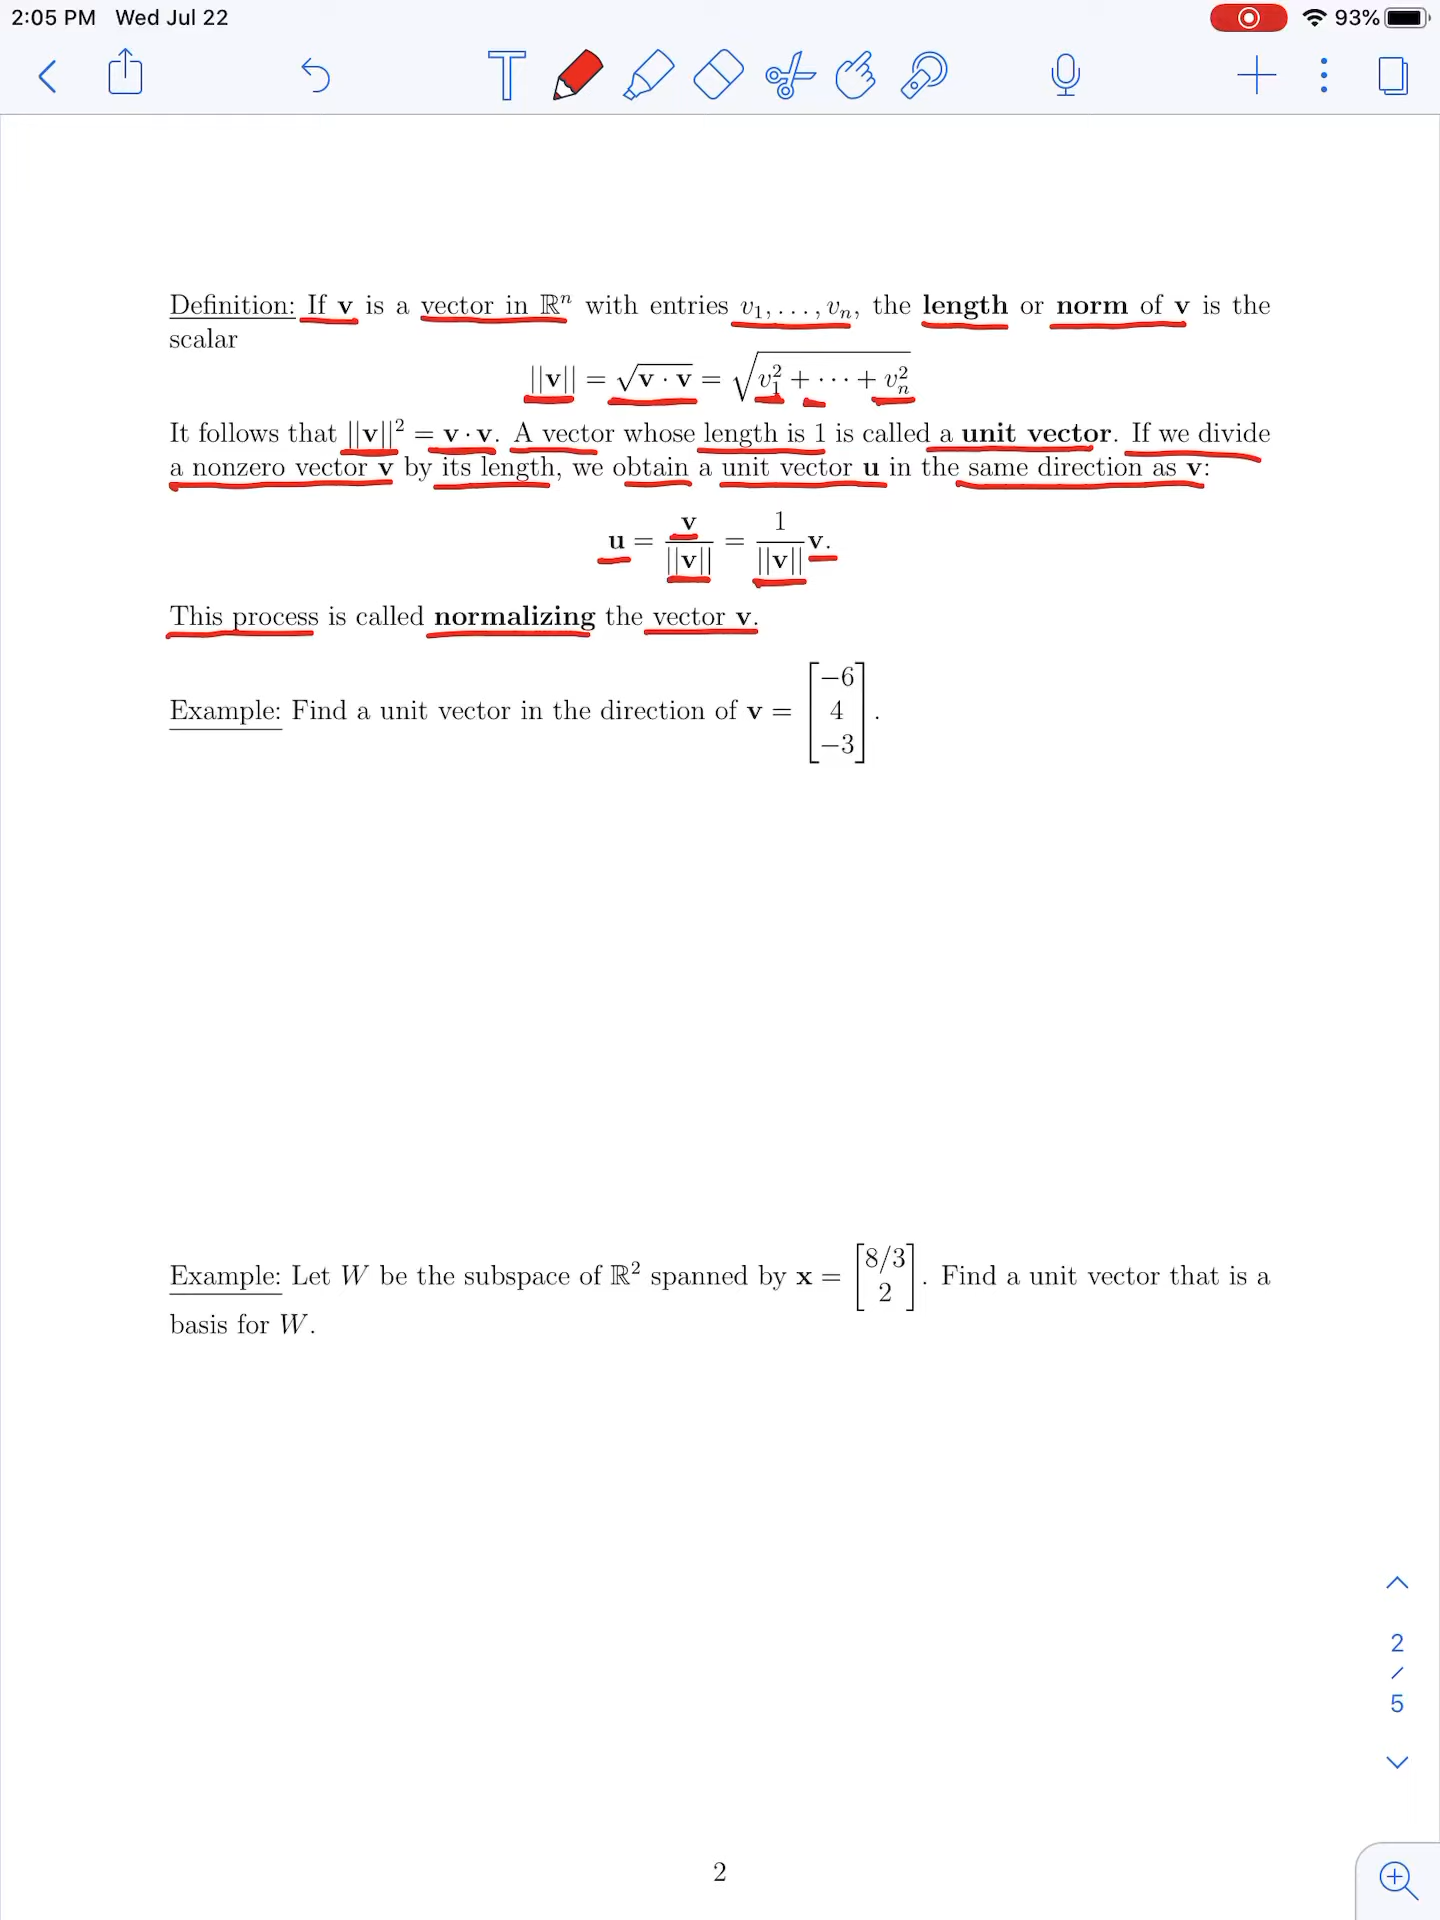 2:05 PM Wed Jul 22 93%
T
Definition: If v is a vector in ℝⁿ with entries v₁, . . . , vₙ, the length or norm of v is the
scalar
||v|| = √(v · v) = √(v₁² + · · · + vₙ²)
It follows that ||v||² = v · v. A vector whose length is 1 is called a unit vector. If we divide
a nonzero vector v by its length, we obtain a unit vector u in the same direction as v:
u = v/||v|| = 1/||v|| v.
This process is called normalizing the vector v.
Example: Find a unit vector in the direction of v = [−6 4 −3].
Example: Let W be the subspace of ℝ² spanned by x = [8/3 2]. Find a unit vector that is a
basis for W.
2
/
5
2